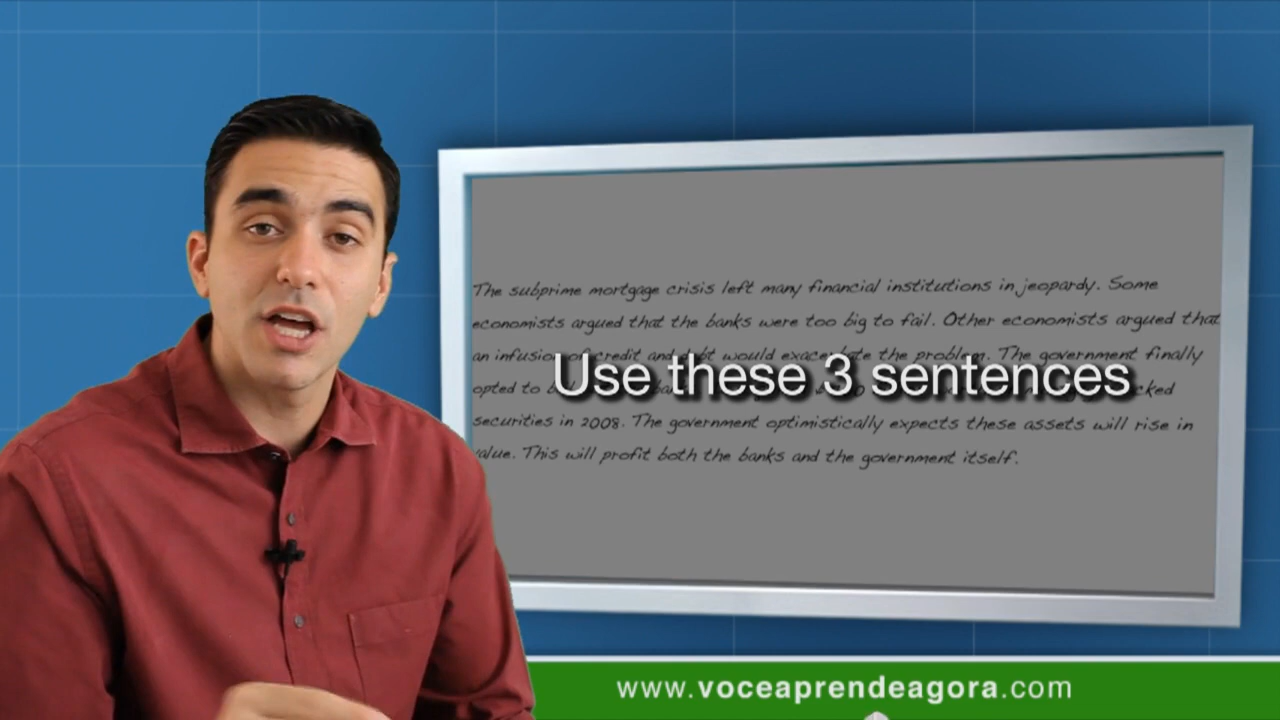 The subprime mortgage crisis left many financial institutions in jeopardy. Some
economists argued that the banks were too big to fail. Other economists argued that
an infusion of credit and debt would exacerbate the problem. The government finally
Use these 3 sentences
opted to
securities in 2008. The government optimistically expects these assets will rise in
value. This will profit both the banks and the government itself.
www.voceaprendeagora.com